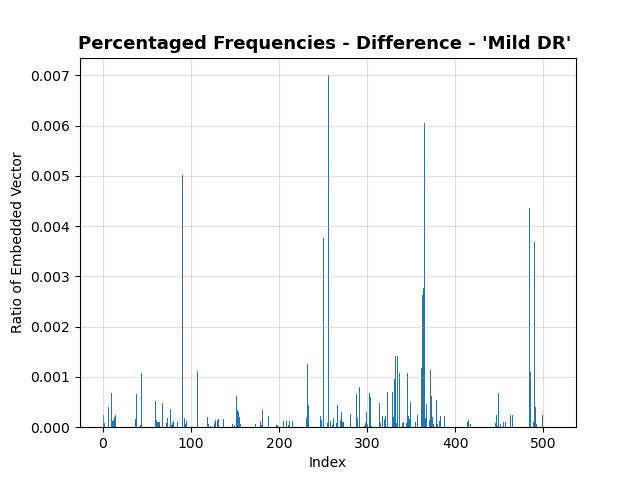 Percentaged Frequencies - Difference - 'Mild DR'
0.007
0.006
0.005
0.004
0.003
0.002
0.001
0.000
Ratio of Embedded Vector
0 100 200 300 400 500
Index